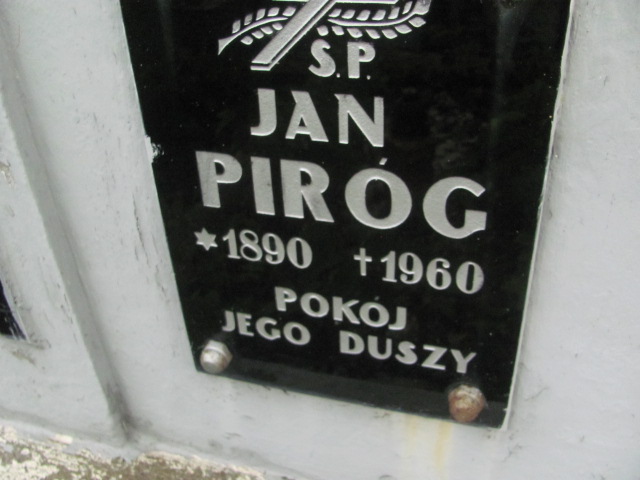 Ś.P.
JAN
PIRÓG
*1890 †1960
POKÓJ
JEGO DUSZY